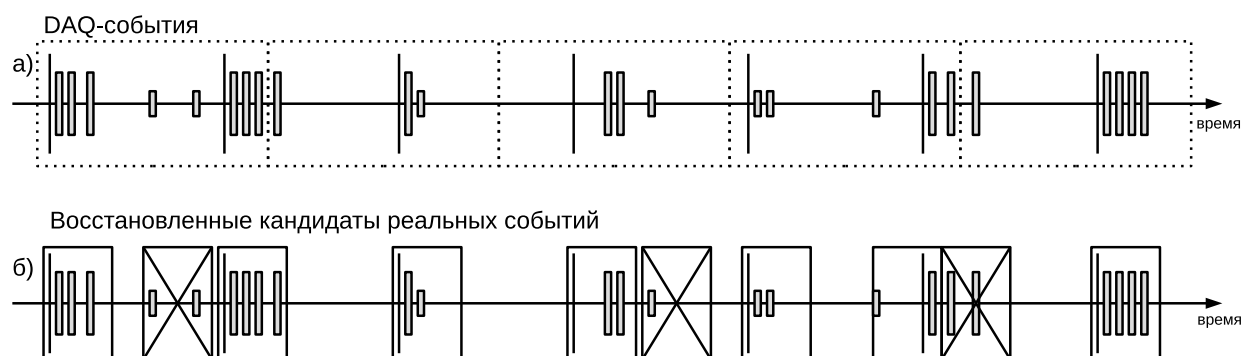 DAQ-события
а)
время
Восстановленные кандидаты реальных событий
б)
время